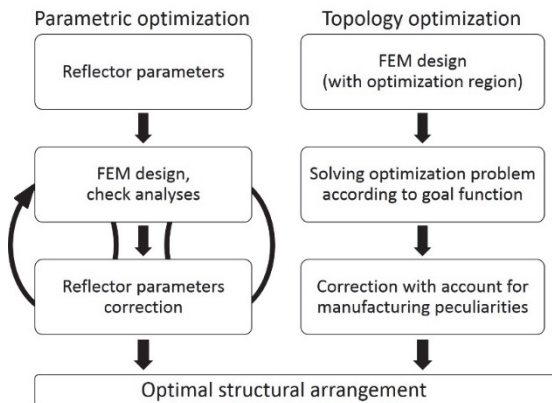 Parametric optimization
Reflector parameters
FEM design,
check analyses
Reflector parameters
correction
Topology optimization
FEM design
(with optimization region)
Solving optimization problem
according to goal function
Correction with account for
manufacturing peculiarities
Optimal structural arrangement